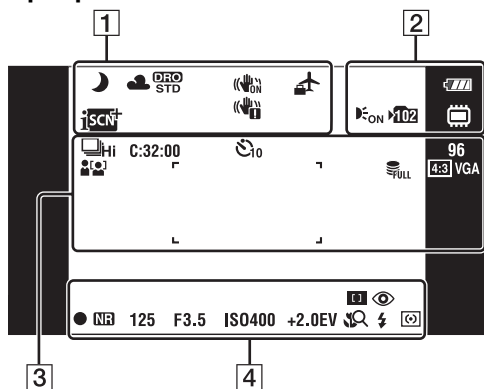 1 2
DRO
STD
ON
iSCN+
ON 102
Hi C:32:00 10
FULL
96
4:3 VGA
NR 125 F3.5 ISO400 +2.0EV
3 4